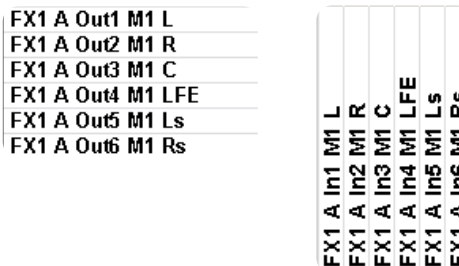 FX1 A Out1 M1 L
FX1 A Out2 M1 R
FX1 A Out3 M1 C
FX1 A Out4 M1 LFE
FX1 A Out5 M1 Ls
FX1 A Out6 M1 Rs
FX1 A In1 M1 L
FX1 A In2 M1 R
FX1 A In3 M1 C
FX1 A In4 M1 LFE
FX1 A In5 M1 Ls
FX1 A In6 M1 Rs